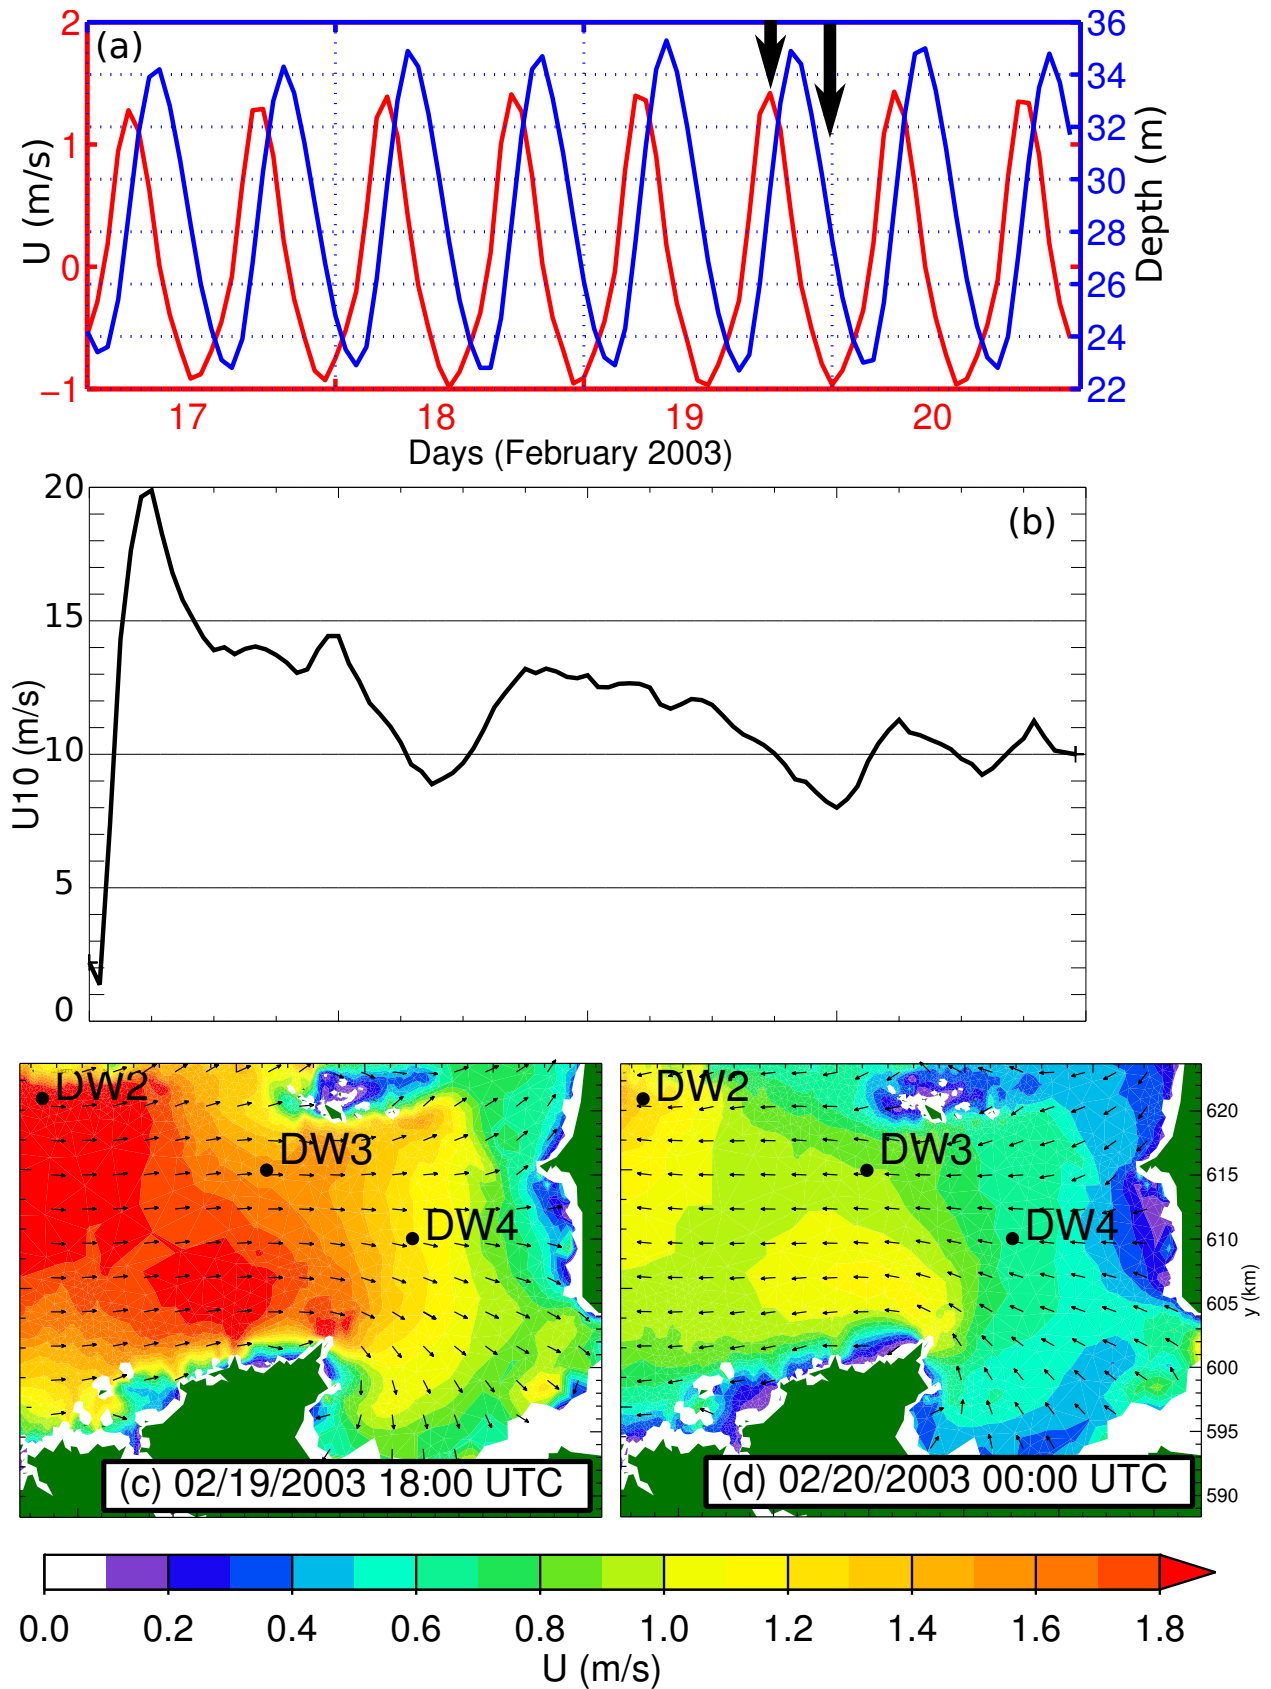 (a)
2
1
0
−1
U (m/s)
36
34
32
30
28
26
24
22
Depth (m)
17 18 19 20
Days (February 2003)
(b)
20
15
10
5
0
U10 (m/s)
DW2
DW3
DW4
(c) 02/19/2003 18:00 UTC
DW2
DW3
DW4
(d) 02/20/2003 00:00 UTC
620
615
610
605
600
595
590
y (km)
0.0 0.2 0.4 0.6 0.8 1.0 1.2 1.4 1.6 1.8
U (m/s)